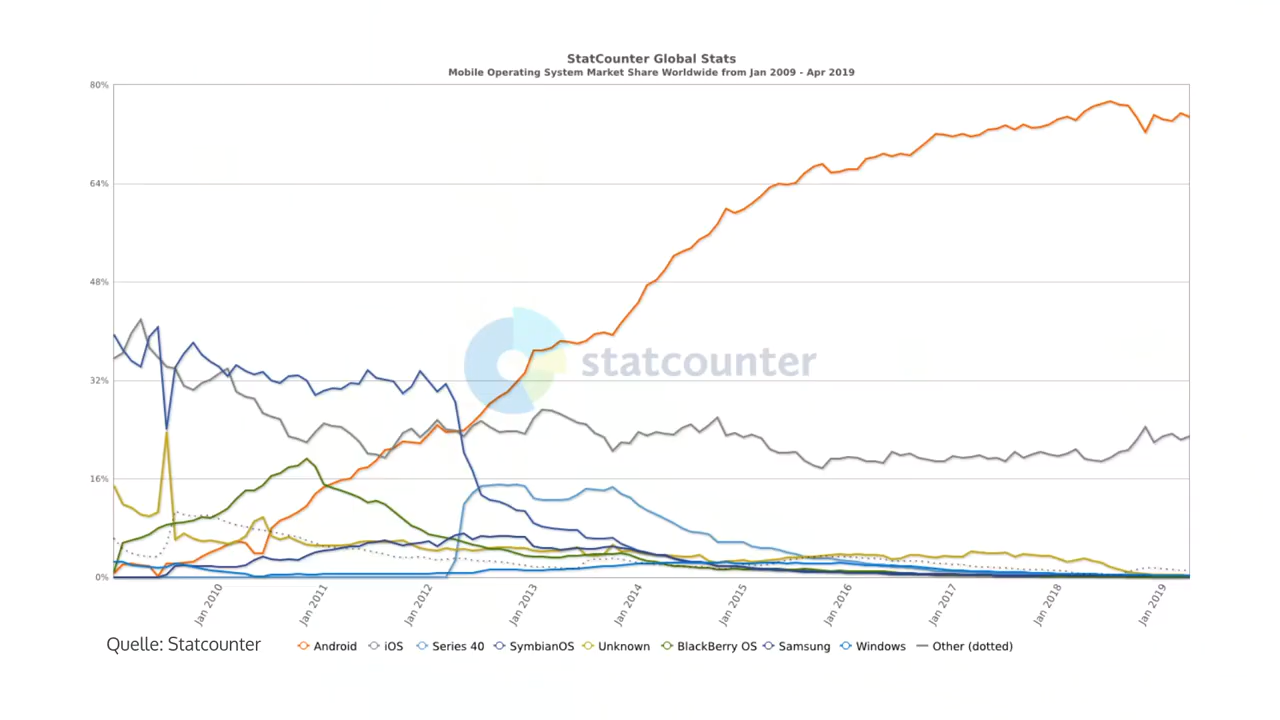 StatCounter Global Stats
Mobile Operating System Market Share Worldwide from Jan 2009 - Apr 2019
80%
64%
48%
32%
16%
0%
statcounter
Jan 2010
Jan 2011
Jan 2012
Jan 2013
Jan 2014
Jan 2015
Jan 2016
Jan 2017
Jan 2018
Jan 2019
Quelle: Statcounter
Android iOS Series 40 SymbianOS Unknown BlackBerry OS Samsung Windows Other (dotted)